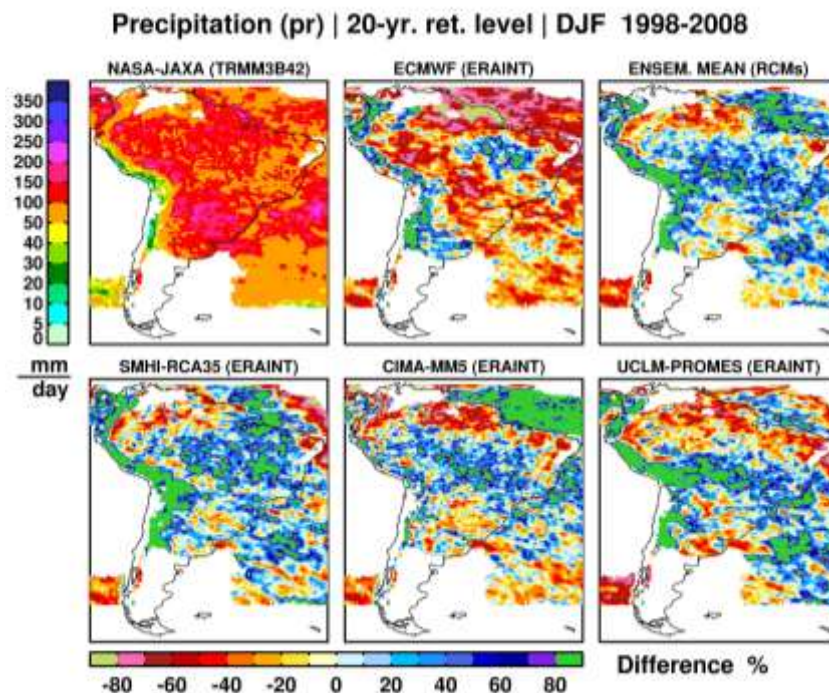 Precipitation (pr) | 20-yr. ret. level | DJF 1998-2008
NASA-JAXA (TRMM3B42)
ECMWF (ERAINT)
ENSEM. MEAN (RCMs)
350
300
250
200
150
100
50
40
30
20
10
5
0
mm
day
SMHI-RCA35 (ERAINT)
CIMA-MM5 (ERAINT)
UCLM-PROMES (ERAINT)
-80 -60 -40 -20 0 20 40 60 80
Difference %